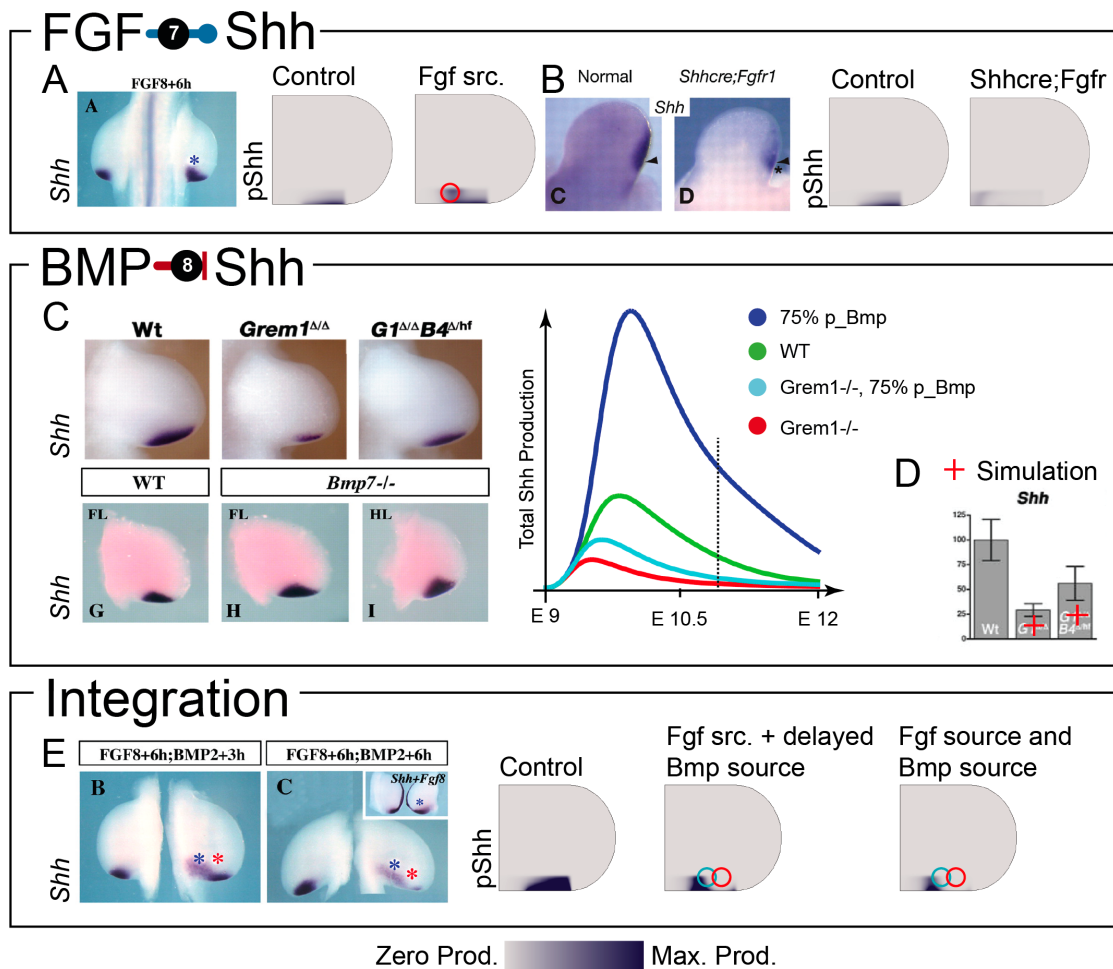 FGF 7 Shh
A
FGF8+6h
A
*
Shh
Control
Fgf src.
pShh
B
Normal
Shhcre;Fgfr1
Shh
C
D
*
Control
Shhcre;Fgfr
pShh
BMP 8 Shh
C
Wt
Grem1Δ/Δ
G1Δ/ΔB4Δ/hf
Shh
WT
Bmp7-/-
FL
FL
HL
G
H
I
Shh
Total Shh Production
E 9
E 10.5
E 12
75% p_Bmp
WT
Grem1-/-, 75% p_Bmp
Grem1-/-
D
+ Simulation
Shh
125
100
75
50
25
0
Wt
B4Δ/hf
Integration
E
FGF8+6h;BMP2+3h
FGF8+6h;BMP2+6h
B
C
Shh+Fgf8
*
* *
* *
Shh
Control
Fgf src. + delayed
Bmp source
Fgf source and
Bmp source
pShh
Zero Prod.
Max. Prod.